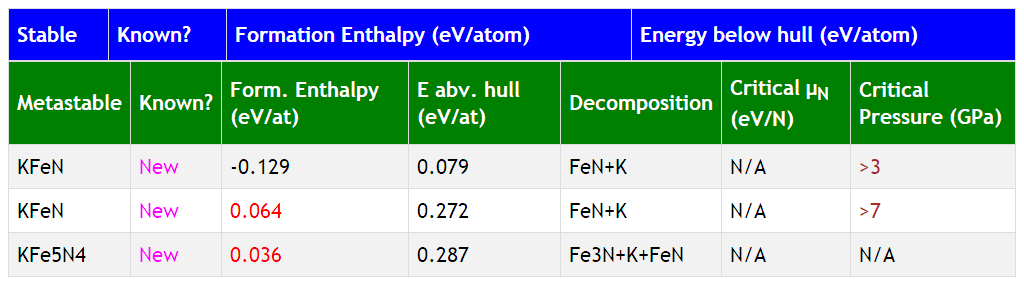 Stable Known? Formation Enthalpy (eV/atom) Energy below hull (eV/atom)
Metastable Known? Form. Enthalpy (eV/at) E abv. hull (eV/at) Decomposition Critical μN (eV/N) Critical Pressure (GPa)
KFeN New -0.129 0.079 FeN+K N/A >3
KFeN New 0.064 0.272 FeN+K N/A >7
KFe5N4 New 0.036 0.287 Fe3N+K+FeN N/A N/A